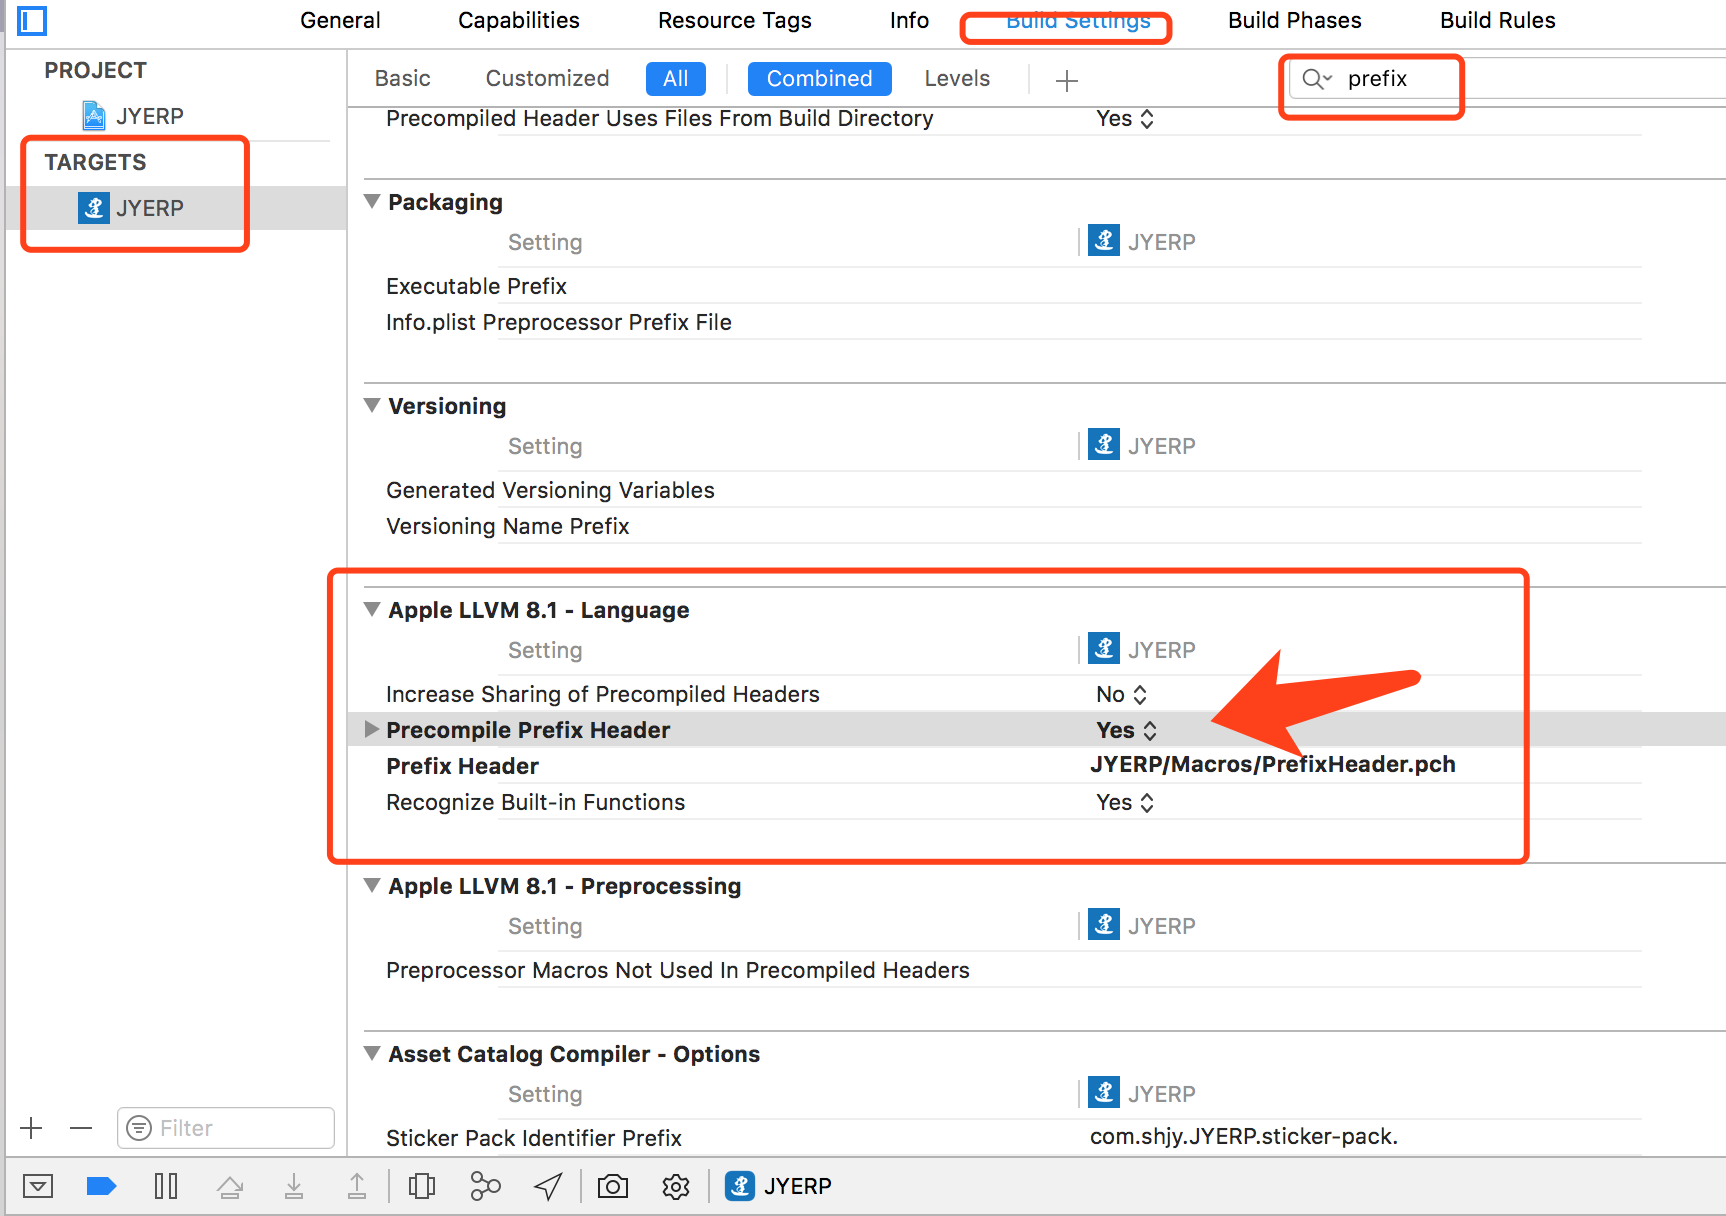 General Capabilities Resource Tags Info Build Settings Build Phases Build Rules
PROJECT
JYERP
TARGETS
JYERP
Basic Customized All Combined Levels prefix
Precompiled Header Uses Files From Build Directory Yes
Packaging
Setting JYERP
Executable Prefix
Info.plist Preprocessor Prefix File
Versioning
Setting JYERP
Generated Versioning Variables
Versioning Name Prefix
Apple LLVM 8.1 - Language
Setting JYERP
Increase Sharing of Precompiled Headers No
Precompile Prefix Header Yes
Prefix Header JYERP/Macros/PrefixHeader.pch
Recognize Built-in Functions Yes
Apple LLVM 8.1 - Preprocessing
Setting JYERP
Preprocessor Macros Not Used In Precompiled Headers
Asset Catalog Compiler - Options
Setting JYERP
Sticker Pack Identifier Prefix com.shjy.JYERP.sticker-pack.
Filter
JYERP